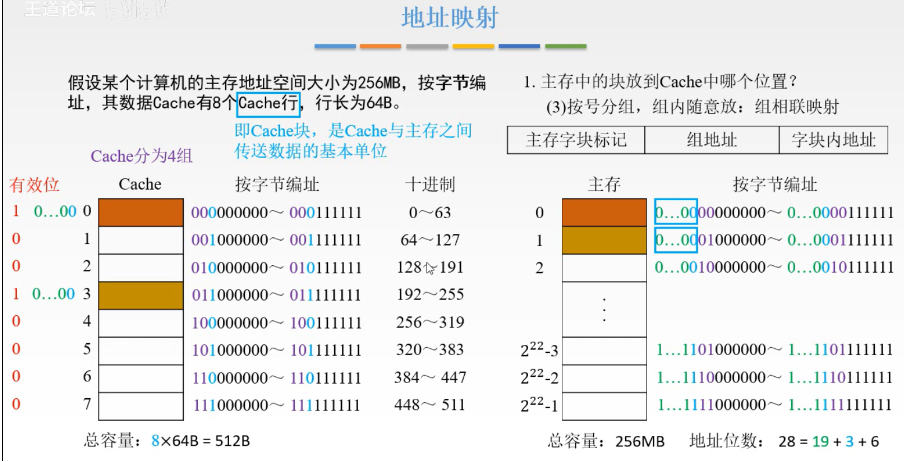 王道论坛
地址映射
假设某个计算机的主存地址空间大小为256MB，按字节编
址，其数据Cache有8个Cache行，行长为64B。
即Cache块，是Cache与主存之间
传送数据的基本单位
1. 主存中的块放到Cache中哪个位置？
(3)按号分组，组内随意放：组相联映射
主存字块标记 组地址 字块内地址
Cache分为4组
有效位 Cache 按字节编址 十进制
1 0…00 0 000000000～ 000111111 0～63
0 1 001000000～ 001111111 64～127
0 2 010000000～ 010111111 128～191
1 0…00 3 011000000～ 011111111 192～255
0 4 100000000～ 100111111 256～319
0 5 101000000～ 101111111 320～383
0 6 110000000～ 110111111 384～ 447
0 7 111000000～ 111111111 448～ 511
总容量：8×64B = 512B
主存 按字节编址
0 0…0000000000～ 0…0000111111
1 0…0001000000～ 0…0001111111
2 0…0010000000～ 0…0010111111
⋮
2²²-3 1…1101000000～ 1…1101111111
2²²-2 1…1110000000～ 1…1110111111
2²²-1 1…1111000000～ 1…1111111111
总容量：256MB 地址位数： 28 = 19 + 3 + 6